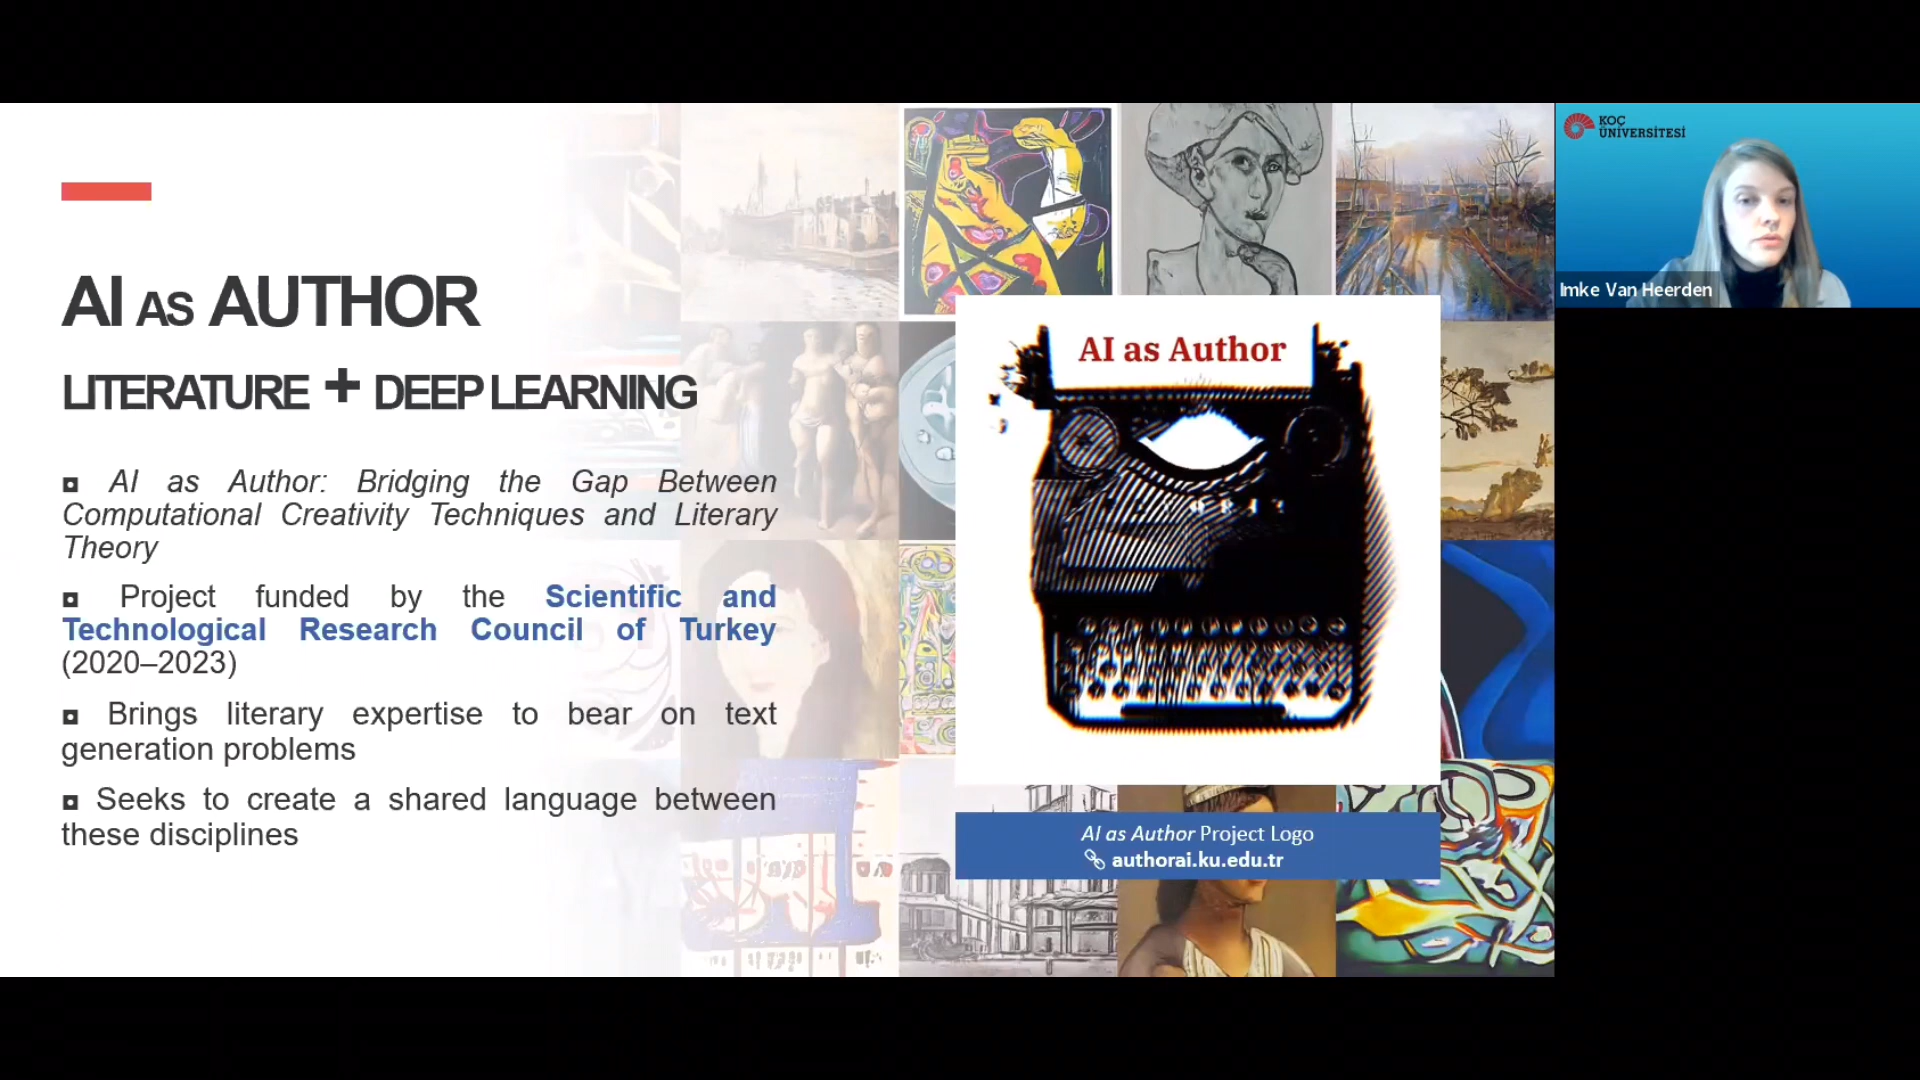 AI AS AUTHOR
LITERATURE + DEEP LEARNING
AI as Author: Bridging the Gap Between
Computational Creativity Techniques and Literary
Theory
Project funded by the Scientific and
Technological Research Council of Turkey
(2020–2023)
Brings literary expertise to bear on text
generation problems
Seeks to create a shared language between
these disciplines
AI as Author
AI as Author Project Logo
authorai.ku.edu.tr
KOÇ
ÜNİVERSİTESİ
Imke Van Heerden